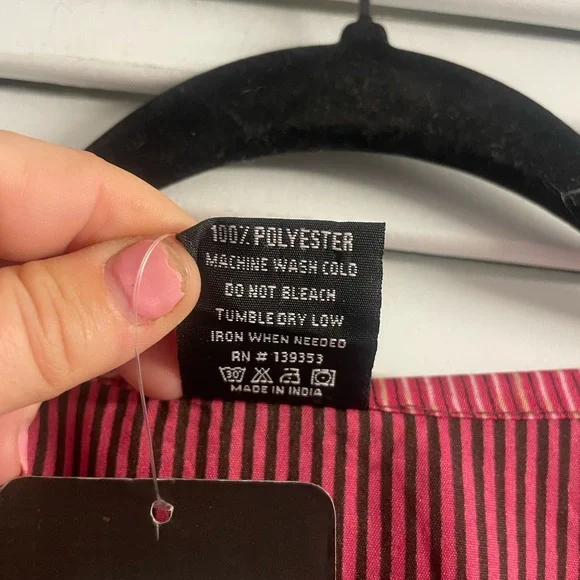 100% POLYESTER
MACHINE WASH COLD
DO NOT BLEACH
TUMBLE DRY LOW
IRON WHEN NEEDED
RN # 139353
30
MADE IN INDIA